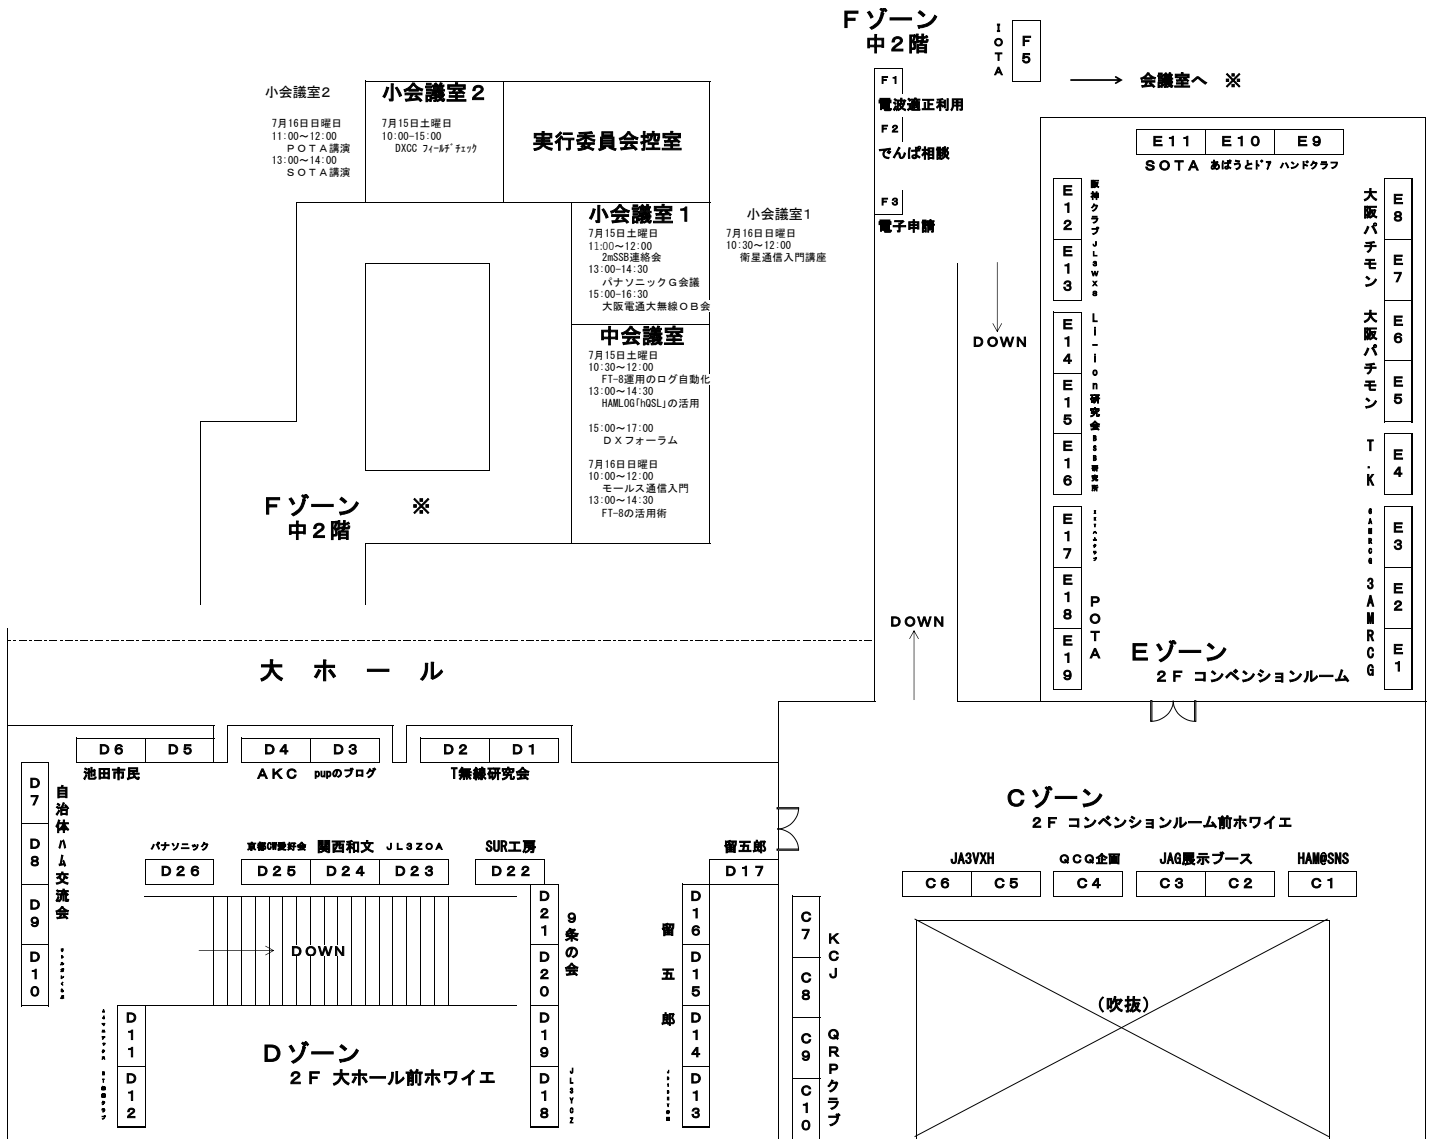 Ｆゾーン
中２階
IOTA
F5
会議室へ ※
F1
電波適正利用
F2
でんぱ相談
F3
電子申請
小会議室2
7月16日日曜日
11:00～12:00
ＰＯＴＡ講演
13:00～14:00
ＳＯＴＡ講演
小会議室２
7月15日土曜日
10:00-15:00
DXCC フィールドチェック
実行委員会控室
小会議室１
7月15日土曜日
11:00～12:00
2mSSB連絡会
13:00-14:30
パナソニックＧ会議
15:00-16:30
大阪電通大無線ＯＢ会
小会議室1
7月16日日曜日
10:30～12:00
衛星通信入門講座
中会議室
7月15日土曜日
10:30～12:00
FT-8運用のログ自動化
13:00～14:30
HAMLOG「hQSL」の活用
15:00～17:00
ＤＸフォーラム
7月16日日曜日
10:00～12:00
モールス通信入門
13:00～14:30
FT-8の活用術
Ｆゾーン ※
中２階
DOWN
DOWN
E11 E10 E9
SOTA あばうとﾄﾞｱ ハンドクラフ
E12
E13
E14
E15
E16
E17
E18
E19
阪神クラブ
JL3WXS
Li-ion研究会
BSB研究所
POTA
大阪パチモン
大阪パチモン
T.K
6AMRCG
3AMRCG
E8
E7
E6
E5
E4
E3
E2
E1
Ｅゾーン
２Ｆ コンベンションルーム
大ホール
D6 D5
池田市民
D4 D3
AKC pupのブログ
D2 D1
T無線研究会
D7
D8
D9
D10
自治体ハム交流会
パナソニック
D26
京都CW愛好会 関西和文 JL3ZOA
D25 D24 D23
SUR工房
D22
留五郎
D17
DOWN
D21
D20
D19
D18
9条の会
JL3YOZ
留五郎
D16
D15
D14
D13
D11
D12
Ｄゾーン
２Ｆ 大ホール前ホワイエ
Ｃゾーン
２Ｆ コンベンションルーム前ホワイエ
JA3VXH QCQ企画 JAG展示ブース HAM@SNS
C6 C5 C4 C3 C2 C1
C7
C8
C9
C10
KCJ
QRPクラブ
（吹抜）